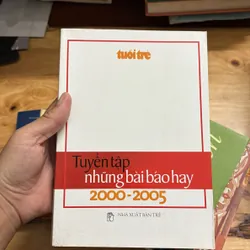 tuổi trẻ
Tuyển tập
những bài báo hay
2000-2005
NHÀ XUẤT BẢN TRẺ